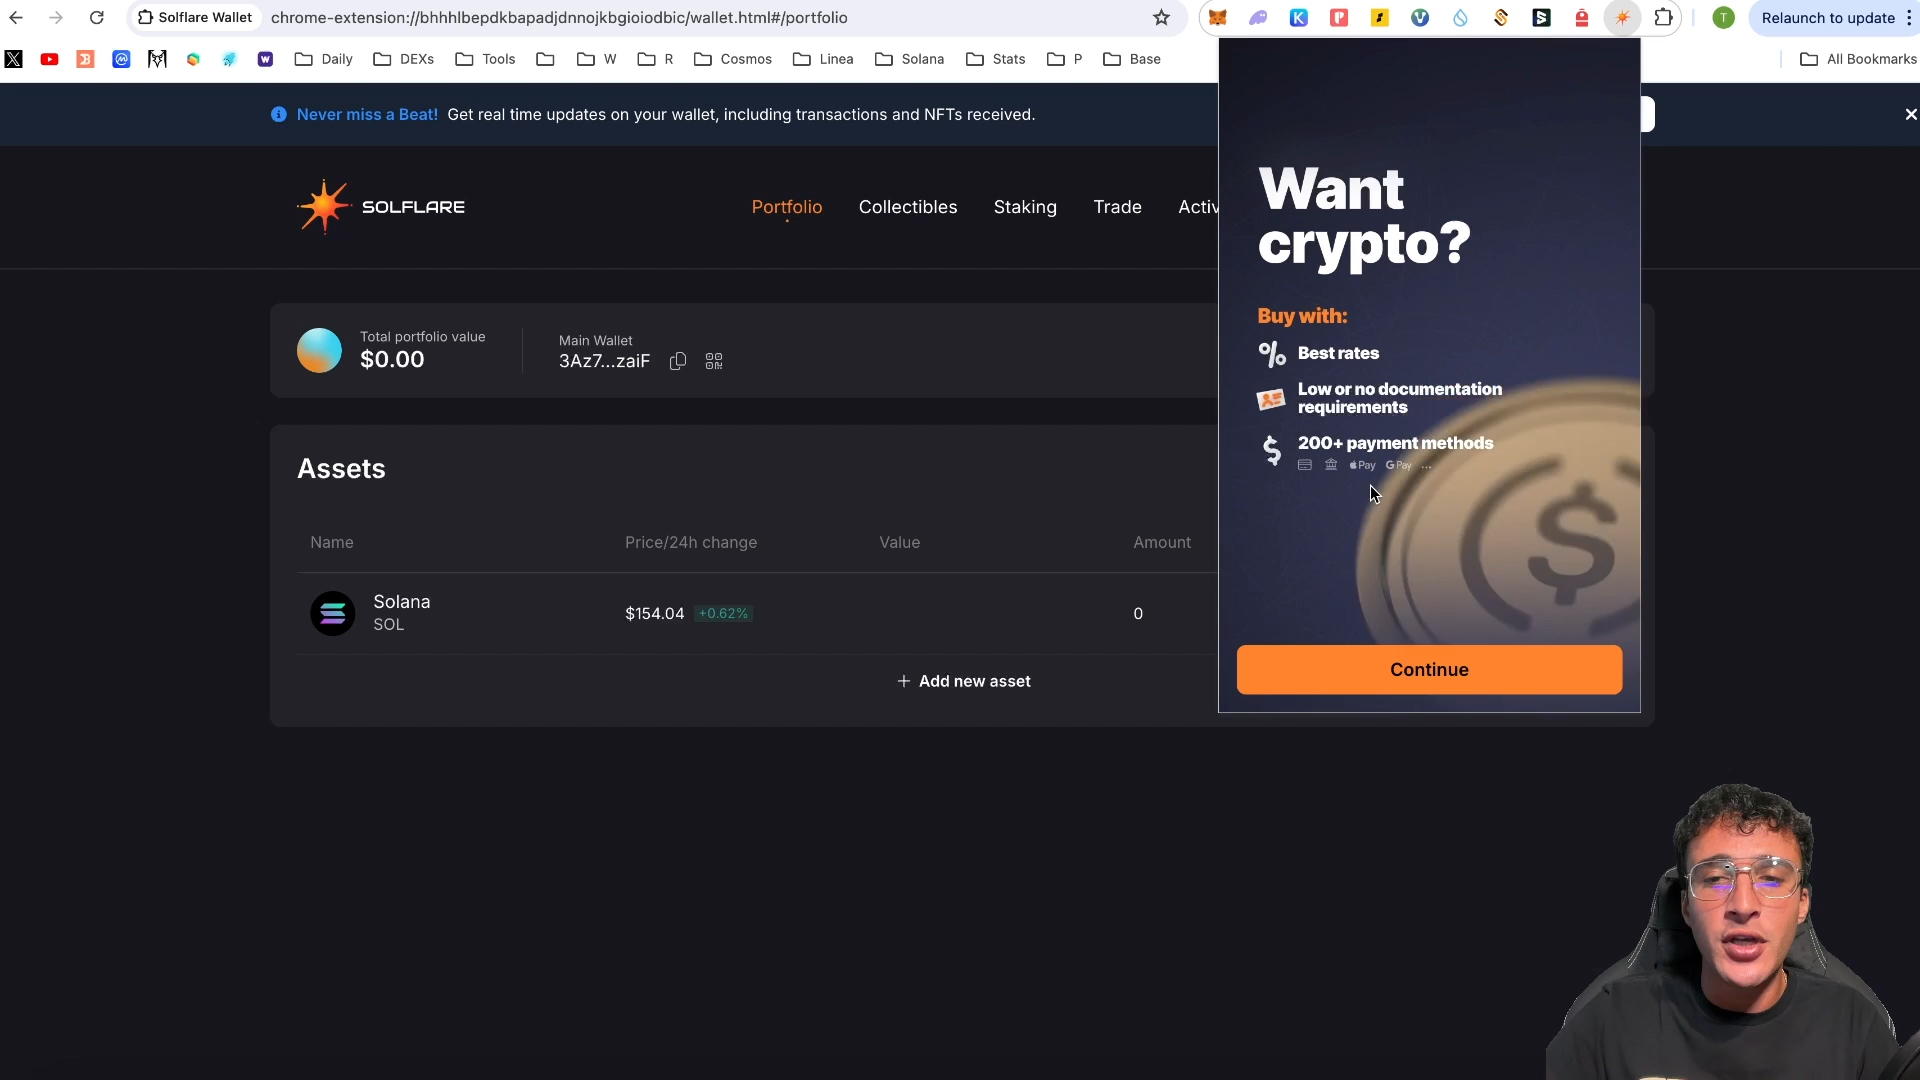 Solflare Wallet
chrome-extension://bhhhlbepdkbapadjdnnojkbgioiodbic/wallet.html#/portfolio
T
Relaunch to update
Daily
DEXs
Tools
W
R
Cosmos
Linea
Solana
Stats
P
Base
All Bookmarks
Never miss a Beat! Get real time updates on your wallet, including transactions and NFTs received.
SOLFLARE
Portfolio
Collectibles
Staking
Trade
Activ
Total portfolio value
$0.00
Main Wallet
3Az7...zaiF
Assets
Name
Price/24h change
Value
Amount
Solana
SOL
$154.04
+0.62%
0
+ Add new asset
Want
crypto?
Buy with:
% Best rates
Low or no documentation
requirements
$ 200+ payment methods
Pay G Pay ...
Continue